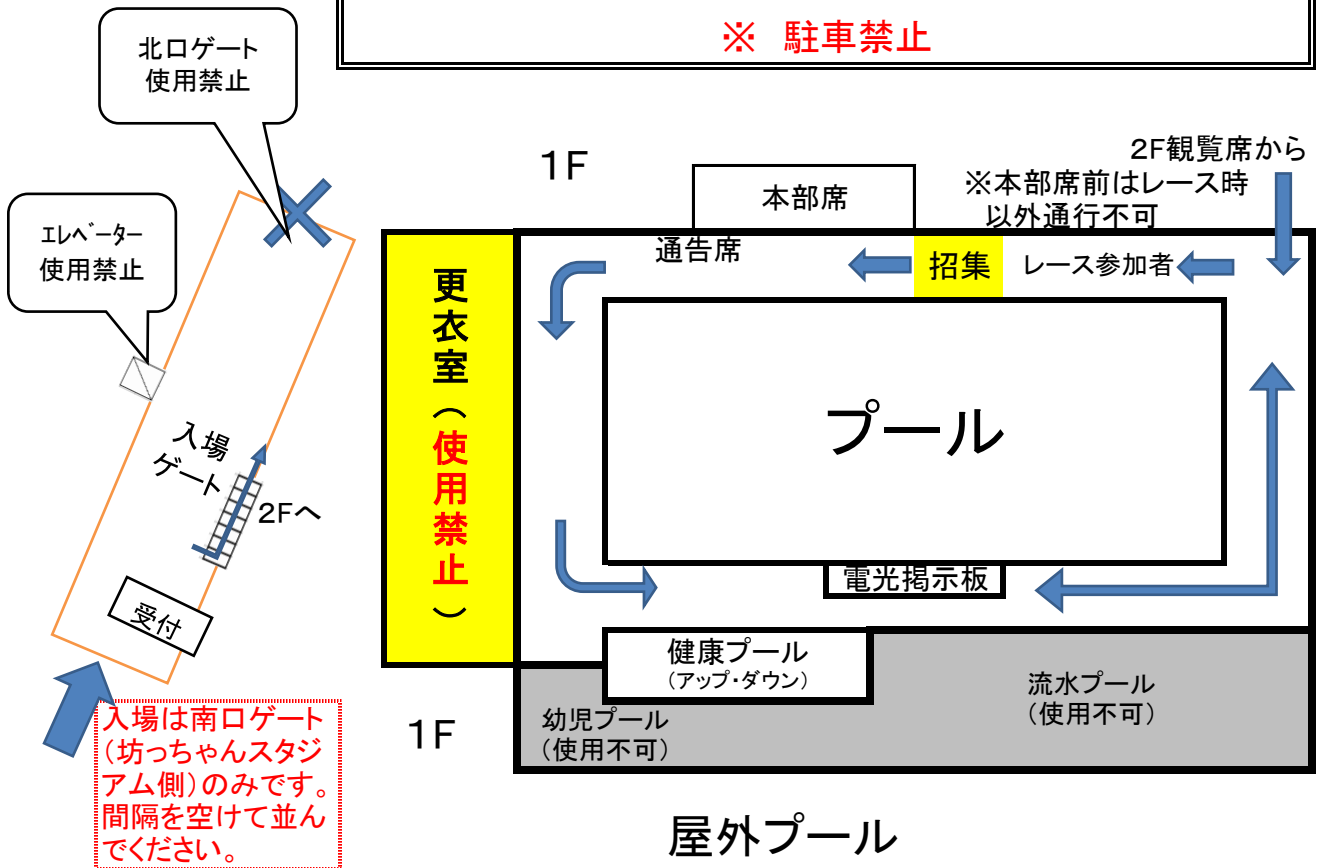 ※ 駐車禁止
北口ゲート
使用禁止
エレベーター
使用禁止
入場
ゲート
2Fへ
受付
入場は南口ゲート
(坊っちゃんスタジ
アム側)のみです。
間隔を空けて並ん
でください。
1F
本部席
2F観覧席から
※本部席前はレース時
以外通行不可
通告席
招集
レース参加者
更衣室(使用禁止)
プール
電光掲示板
健康プール
(アップ・ダウン)
流水プール
(使用不可)
幼児プール
(使用不可)
1F
屋外プール